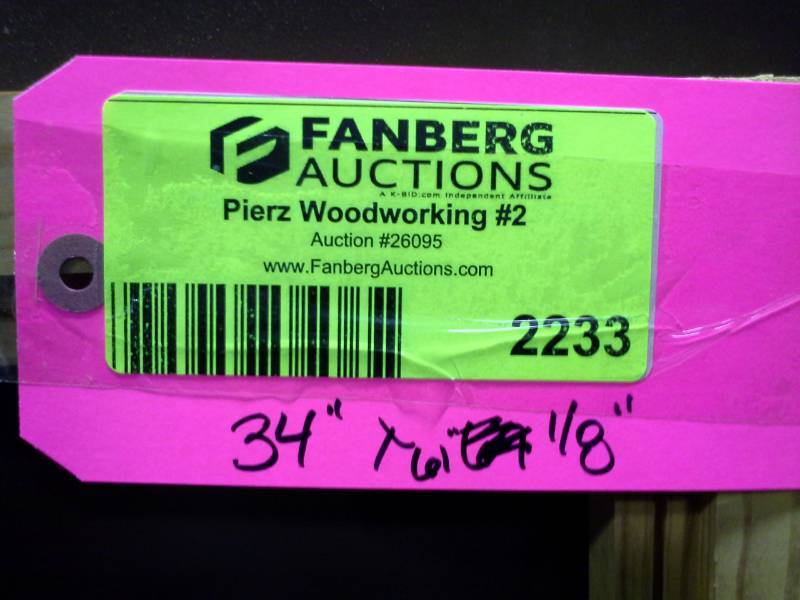 FANBERG
AUCTIONS
A K-BID.com Independent Affiliate
Pierz Woodworking #2
Auction #26095
www.FanbergAuctions.com
2233
34" x 61" 1/8"